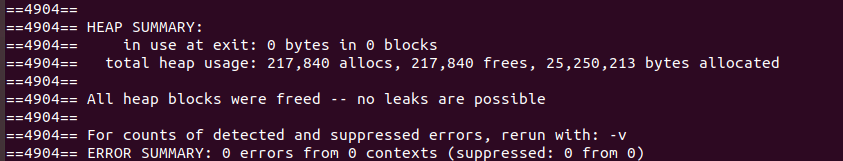 ==4904==
==4904== HEAP SUMMARY:
==4904==     in use at exit: 0 bytes in 0 blocks
==4904==   total heap usage: 217,840 allocs, 217,840 frees, 25,250,213 bytes allocated
==4904==
==4904== All heap blocks were freed -- no leaks are possible
==4904==
==4904== For counts of detected and suppressed errors, rerun with: -v
==4904== ERROR SUMMARY: 0 errors from 0 contexts (suppressed: 0 from 0)